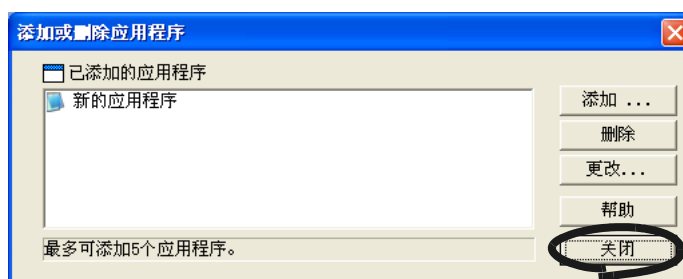 添加或删除应用程序
已添加的应用程序
新的应用程序
添加 ...
删除
更改...
帮助
最多可添加5个应用程序。
关闭